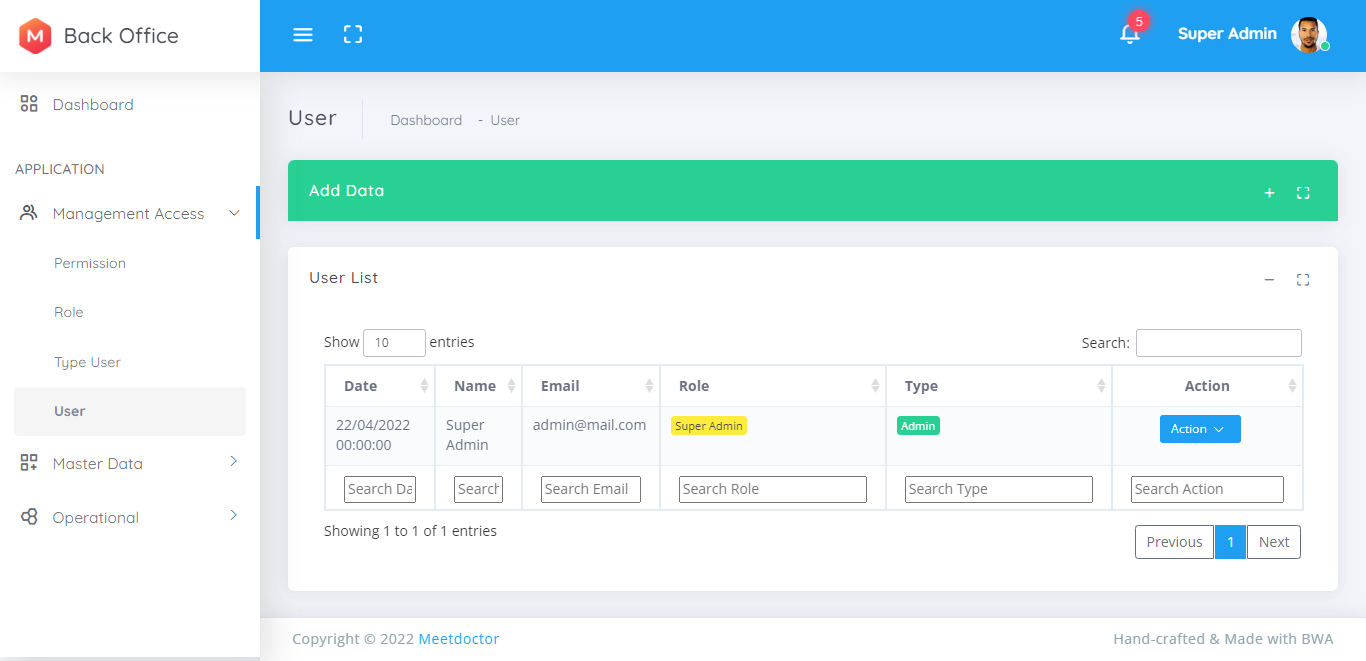 M Back Office
5
Super Admin
Dashboard
APPLICATION
Management Access
Permission
Role
Type User
User
Master Data
Operational
User
Dashboard - User
Add Data
User List
Show 10 entries
Search:
Date Name Email Role Type Action
22/04/2022 Super admin@mail.com Super Admin Admin Action
00:00:00 Admin
Search Da Search Search Email Search Role Search Type Search Action
Showing 1 to 1 of 1 entries
Previous 1 Next
Copyright © 2022 Meetdoctor
Hand-crafted & Made with BWA